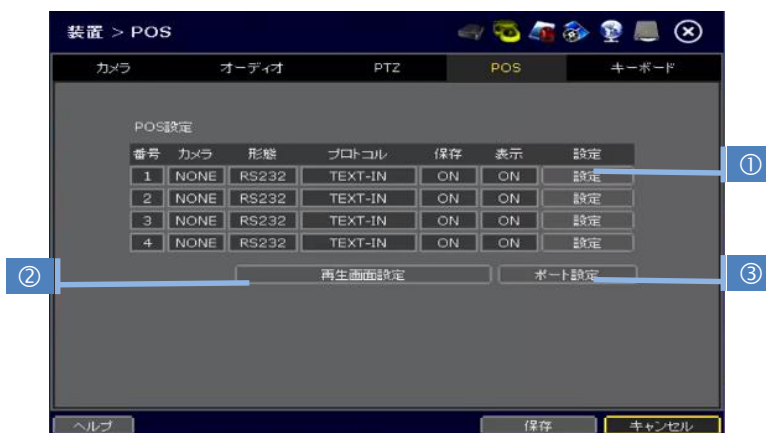 装置 > POS
カメラ オーディオ PTZ POS キーボード
POS設定
番号 カメラ 形態 プロトコル 保存 表示 設定
1 NONE RS232 TEXT-IN ON ON 設定
2 NONE RS232 TEXT-IN ON ON 設定
3 NONE RS232 TEXT-IN ON ON 設定
4 NONE RS232 TEXT-IN ON ON 設定
再生画面設定 ポート設定
ヘルプ 保存 キャンセル
①
②
③